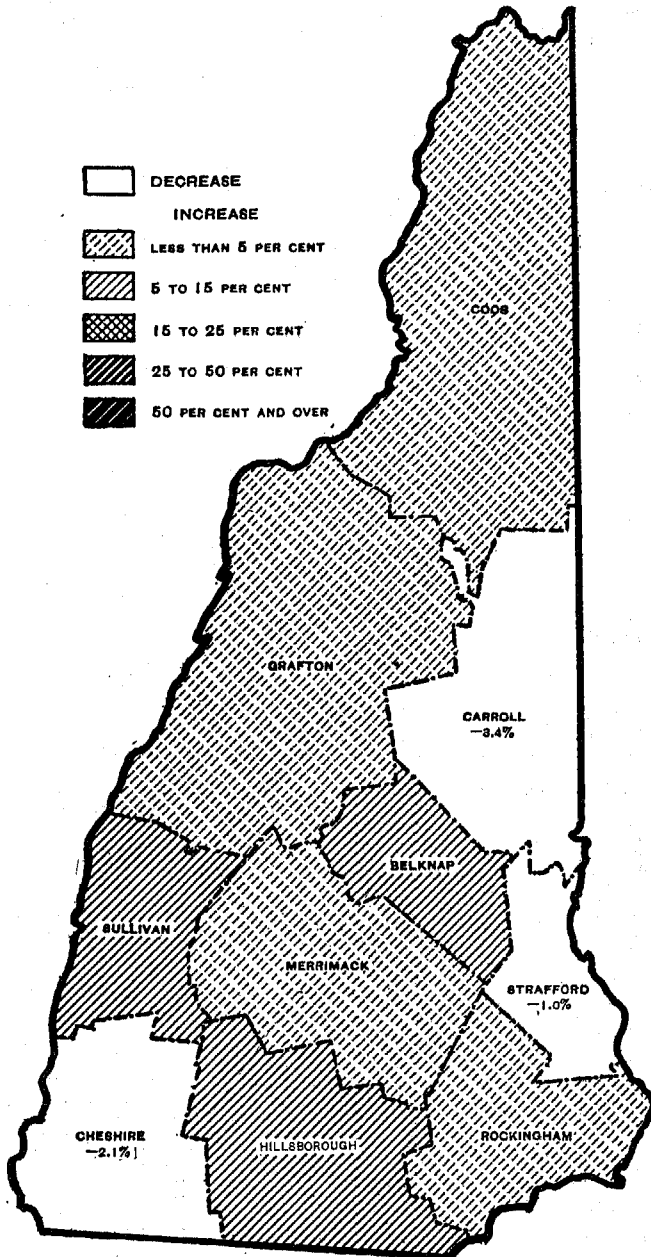 DECREASE
INCREASE
LESS THAN 5 PER CENT
5 TO 15 PER CENT
15 TO 25 PER CENT
25 TO 50 PER CENT
50 PER CENT AND OVER
COOS
GRAFTON
CARROLL
-3.4%
BELKNAP
SULLIVAN
MERRIMACK
STRAFFORD
-1.0%
CHESHIRE
-2.1%
HILLSBOROUGH
ROCKINGHAM